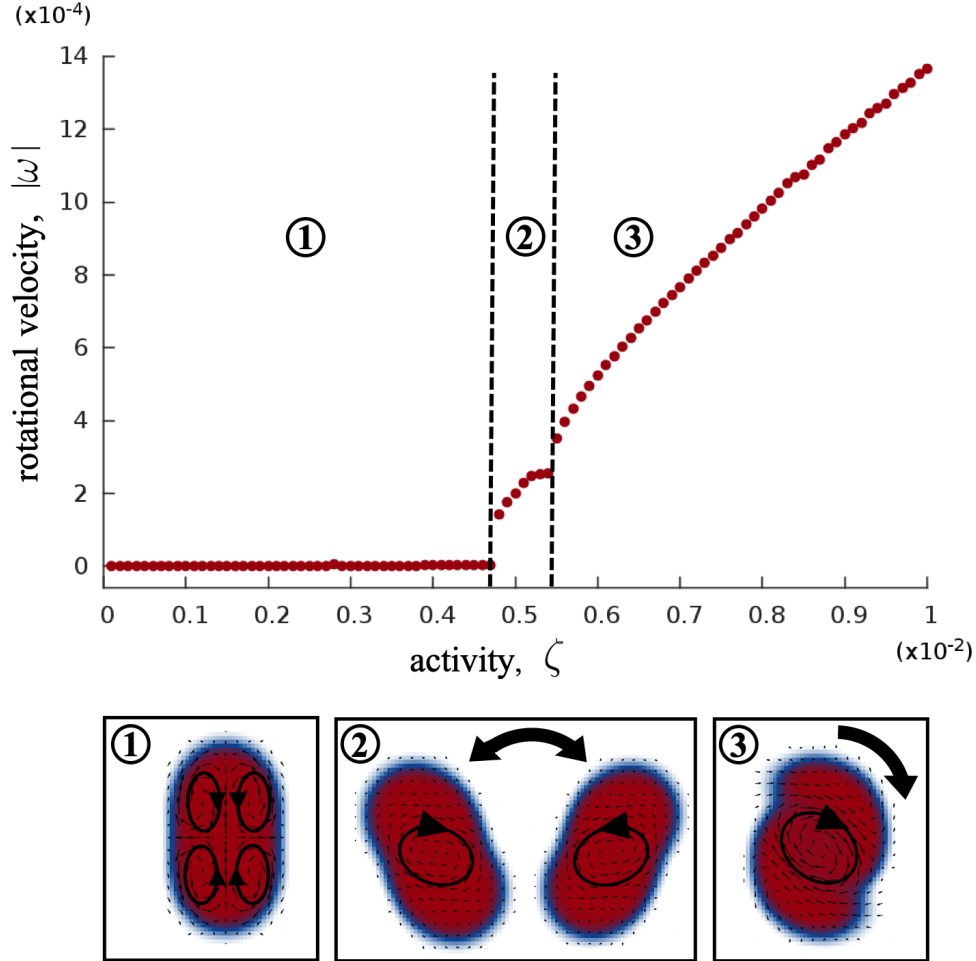 (x10-4)
14
12
10
8
6
4
2
0
rotational velocity, |ω|
① ② ③
0 0.1 0.2 0.3 0.4 0.5 0.6 0.7 0.8 0.9 1
(x10-2)
activity, ζ
① ② ③